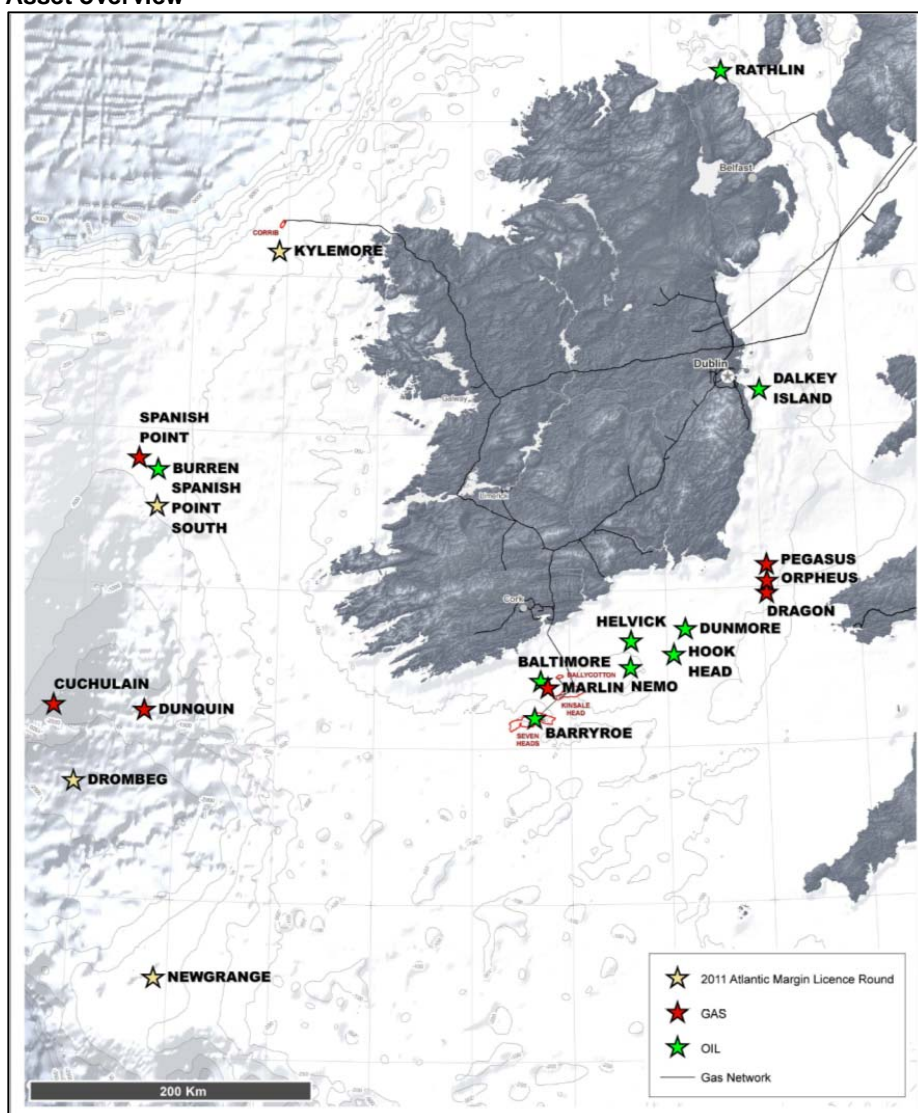 Asset overview
RATHLIN
Belfast
CORRIB
KYLEMORE
Dublin
DALKEY
ISLAND
Galway
SPANISH
POINT
BURREN
SPANISH
POINT
SOUTH
Limerick
PEGASUS
ORPHEUS
DRAGON
Cork
HELVICK
DUNMORE
HOOK
HEAD
BALTIMORE
BALLYCOTTON
MARLIN
NEMO
KINSALE
HEAD
CUCHULAIN
DUNQUIN
BARRYROE
SEVEN
HEADS
DROMBEG
NEWGRANGE
2011 Atlantic Margin Licence Round
GAS
OIL
Gas Network
200 Km